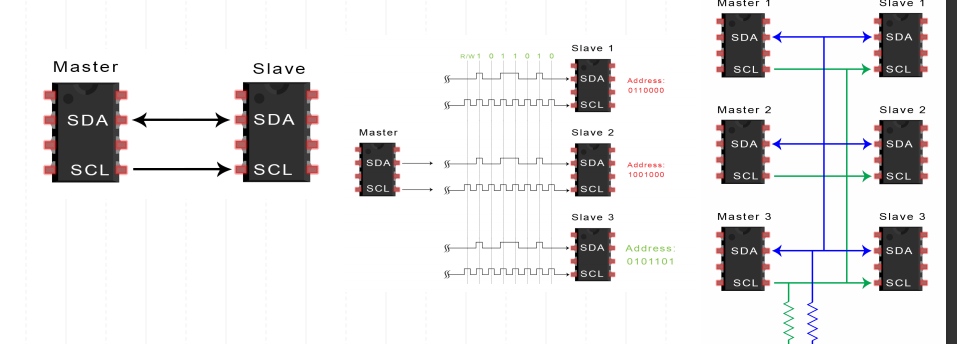 Master
Slave
SDA
SDA
SCL
SCL
R/W 1 0 1 1 0 1 0
Master
SDA
SCL
Slave 1
SDA
SCL
Address:
0110000
Slave 2
SDA
SCL
Address:
1001000
Slave 3
SDA
SCL
Address:
0101101
Master 1
Slave 1
SDA
SDA
SCL
SCL
Master 2
Slave 2
SDA
SDA
SCL
SCL
Master 3
Slave 3
SDA
SDA
SCL
SCL